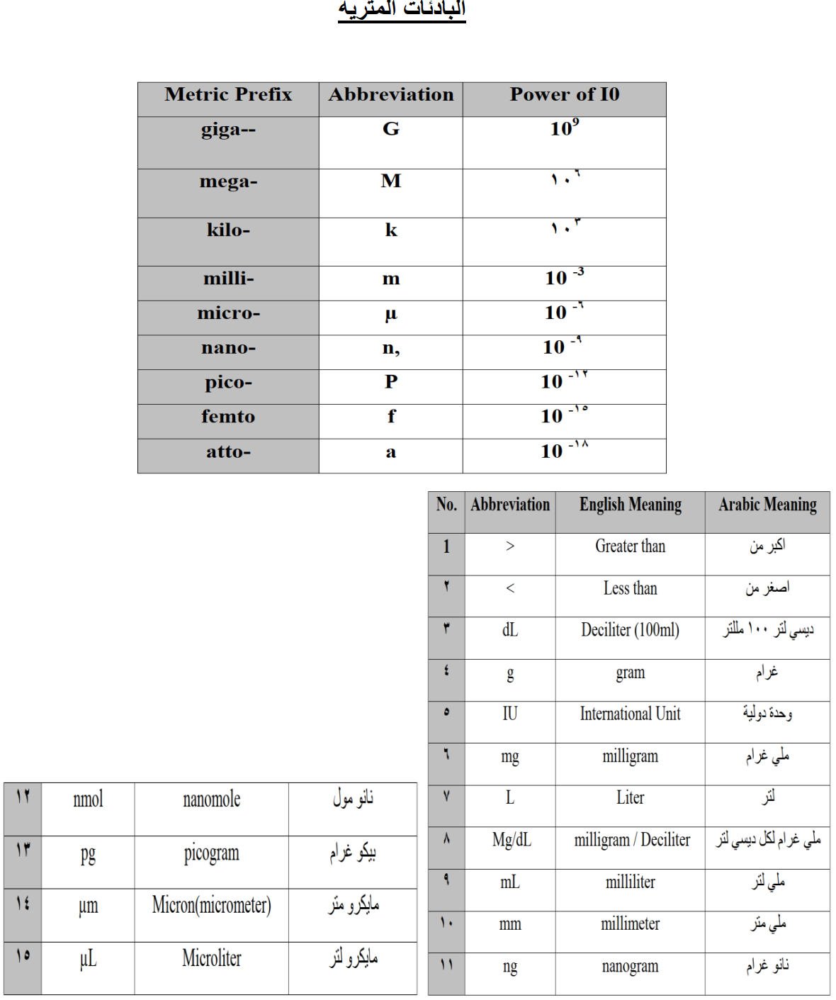 البادئات المتريه
Metric Prefix Abbreviation Power of I0
giga-- G 10⁹
mega- M ١٠⁦٦
kilo- k ١٠٣
milli- m 10 -3
micro- µ 10 -٦
nano- n, 10 -٩
pico- P 10 -١٢
femto f 10 -١٥
atto- a 10 -١٨
No. Abbreviation English Meaning Arabic Meaning
1 > Greater than اكبر من
٢ < Less than اصغر من
٣ dL Deciliter (100ml) ديسي لتر ١٠٠ مللتر
٤ g gram غرام
٥ IU International Unit وحدة دولية
٦ mg milligram ملي غرام
٧ L Liter لتر
٨ Mg/dL milligram / Deciliter ملي غرام لكل ديسي لتر
٩ mL milliliter ملي لتر
١٠ mm millimeter ملي متر
١١ ng nanogram نانو غرام
١٢ nmol nanomole نانو مول
١٣ pg picogram بيكو غرام
١٤ µm Micron(micrometer) مايكرو متر
١٥ µL Microliter مايكرو لتر